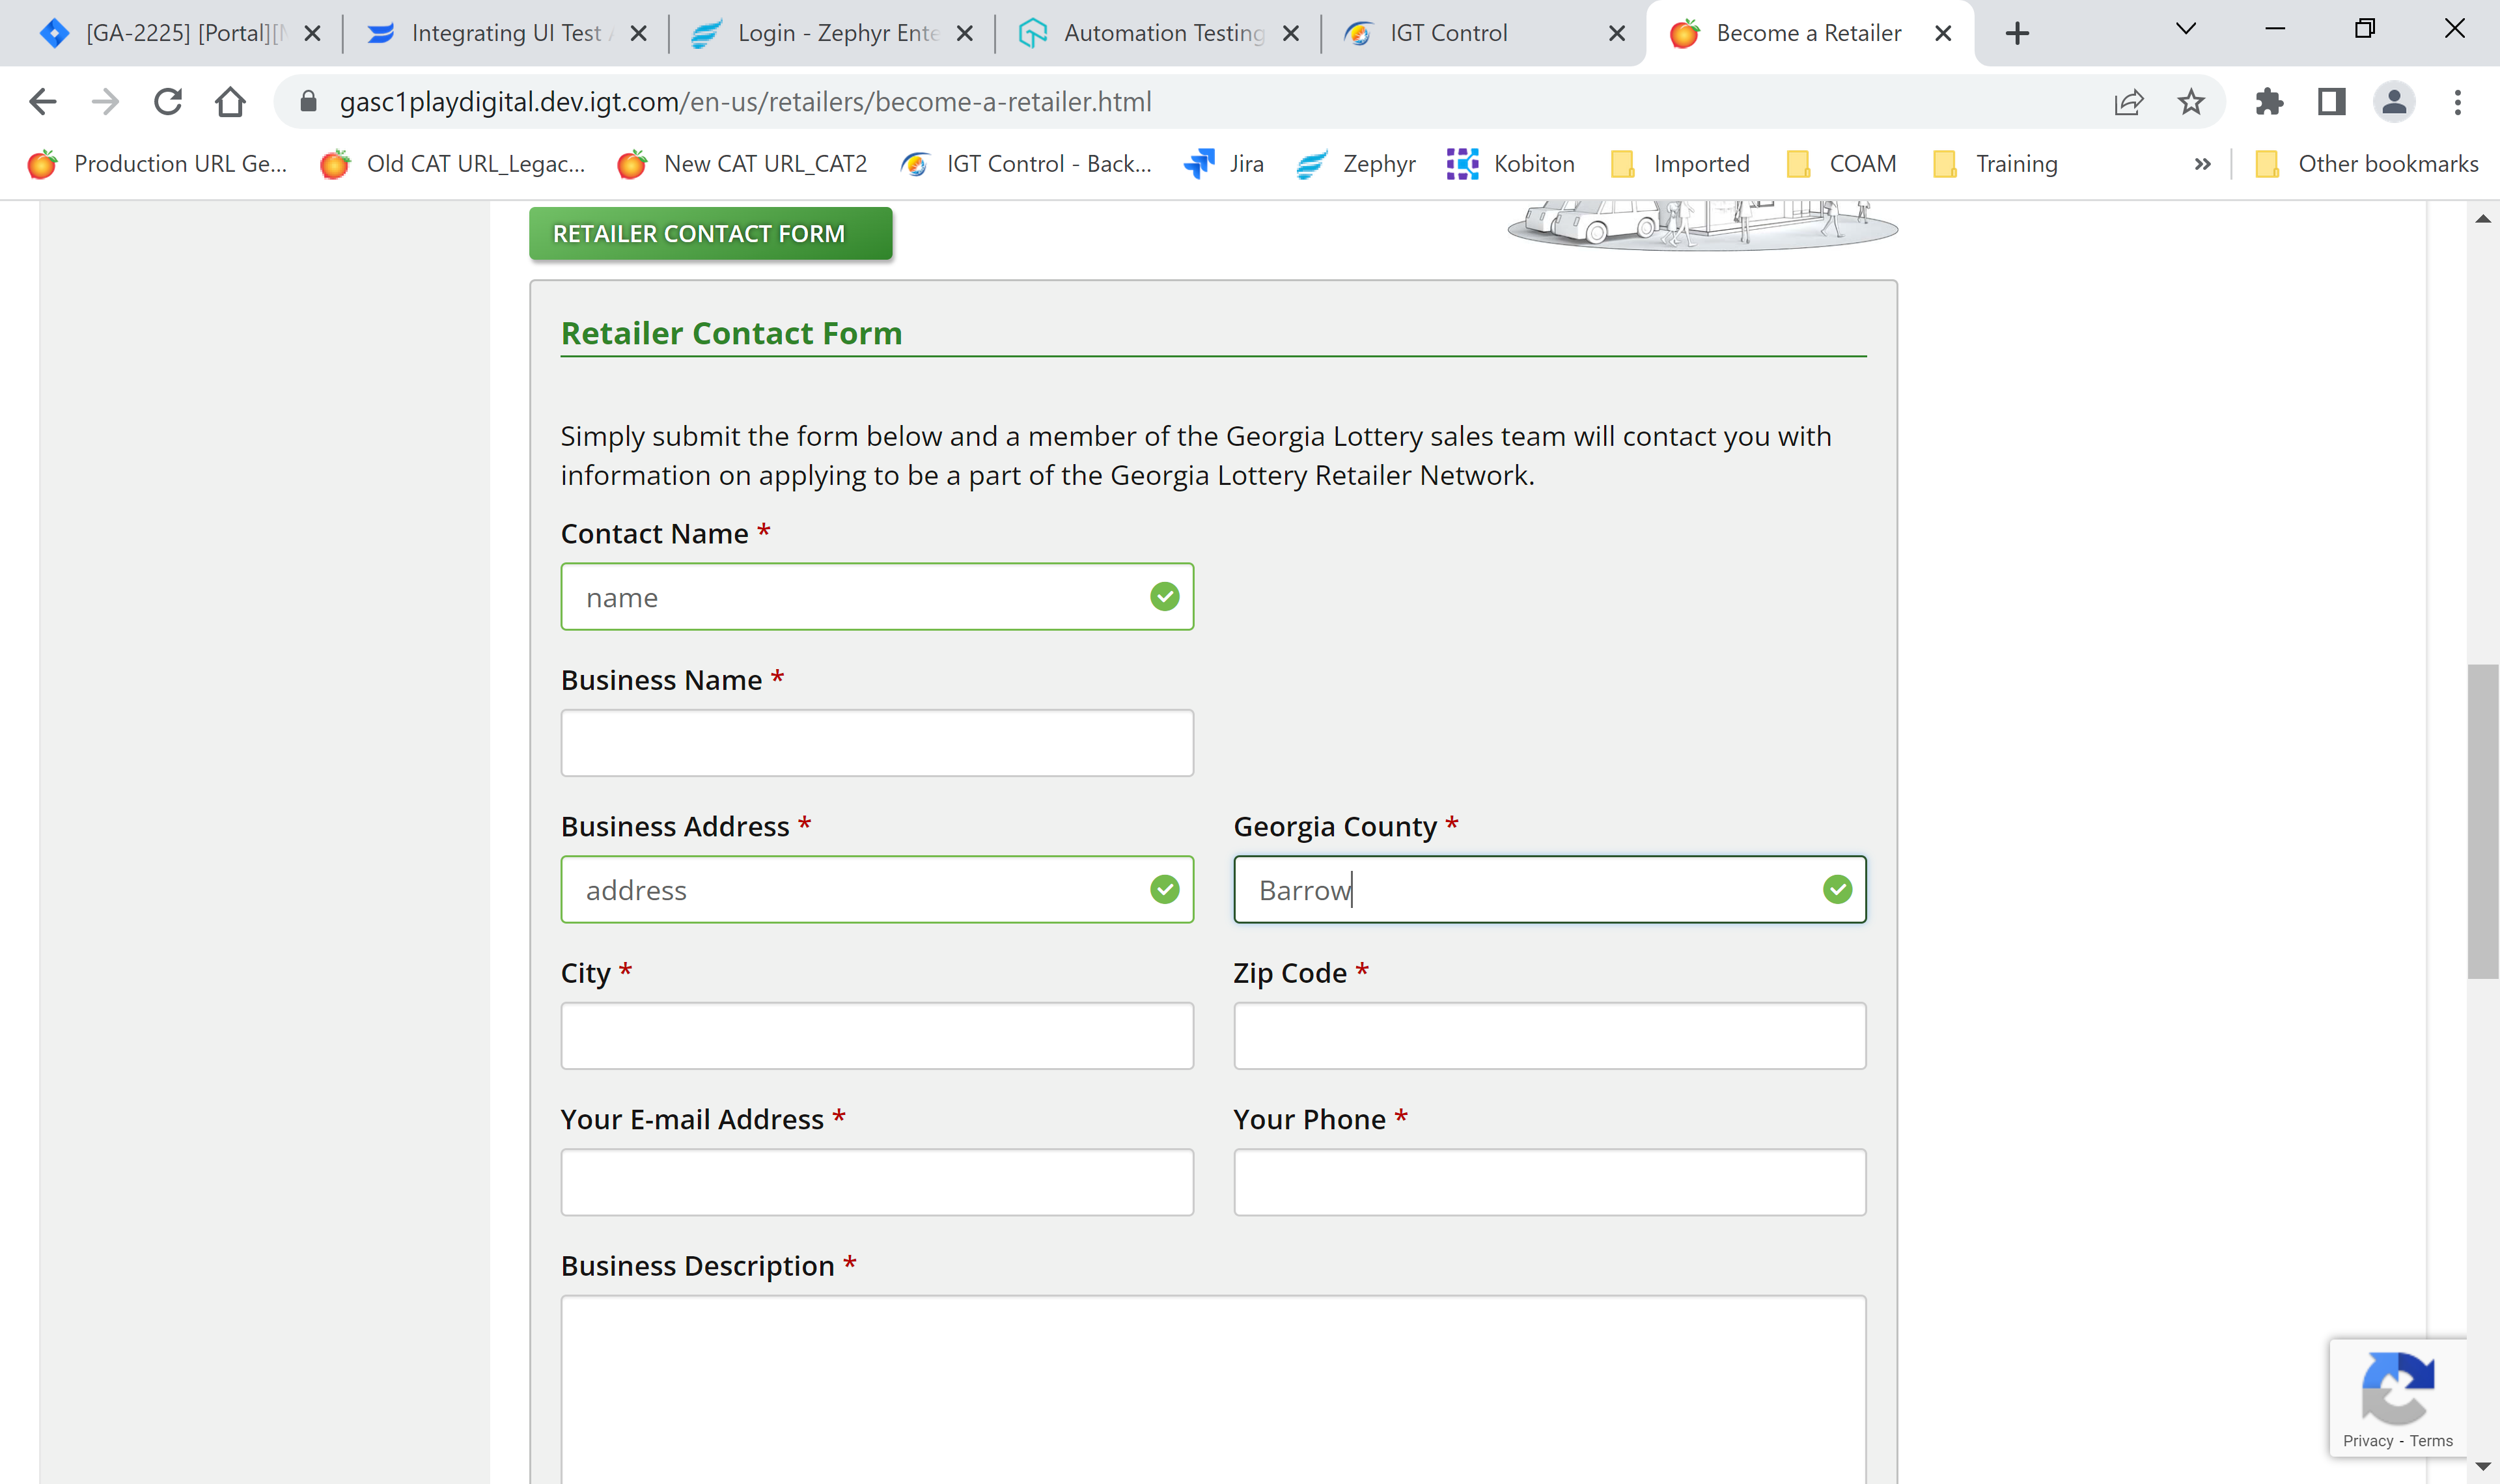 [GA-2225] [Portal][
Integrating UI Test
Login - Zephyr Ente
Automation Testing
IGT Control
Become a Retailer
gasc1playdigital.dev.igt.com/en-us/retailers/become-a-retailer.html
Production URL Ge...
Old CAT URL_Legac...
New CAT URL_CAT2
IGT Control - Back...
Jira
Zephyr
Kobiton
Imported
COAM
Training
Other bookmarks
RETAILER CONTACT FORM
Retailer Contact Form
Simply submit the form below and a member of the Georgia Lottery sales team will contact you with
information on applying to be a part of the Georgia Lottery Retailer Network.
Contact Name *
name
Business Name *
Business Address *
Georgia County *
address
Barrow
City *
Zip Code *
Your E-mail Address *
Your Phone *
Business Description *
Privacy - Terms